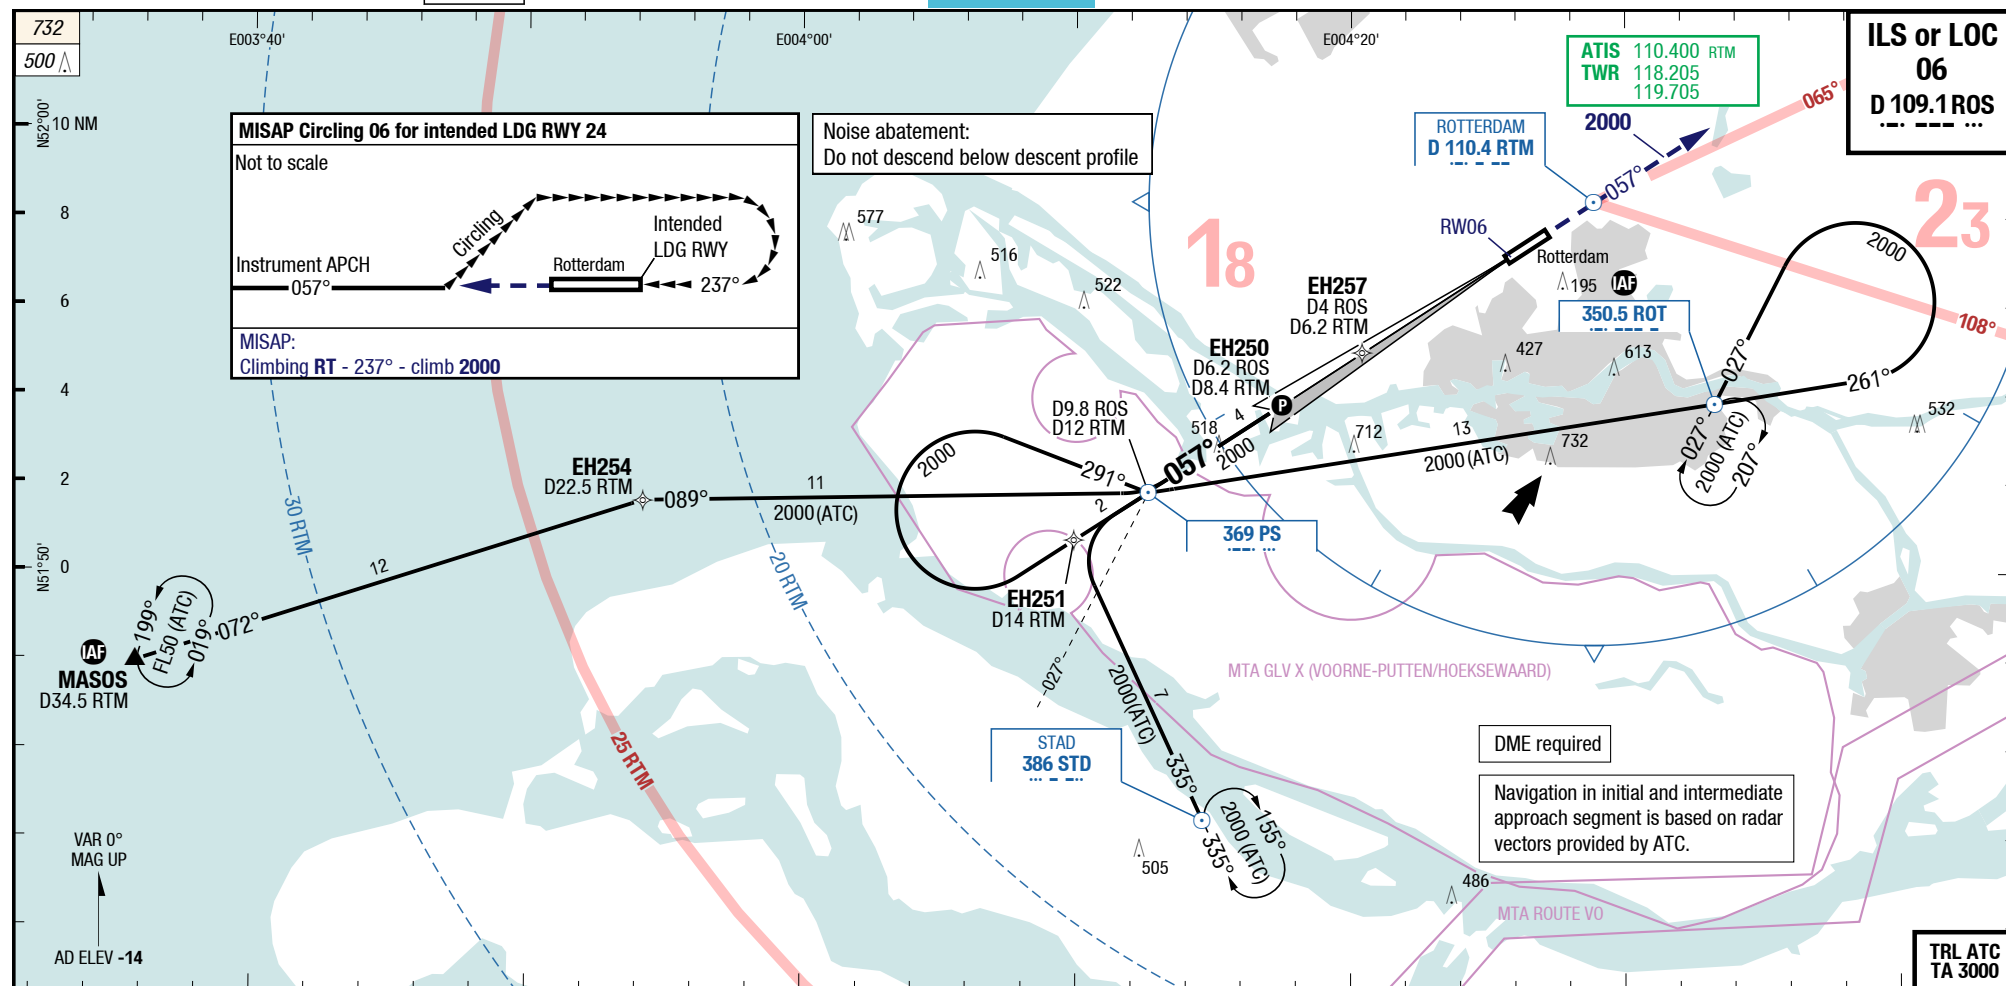 732
500
E003°40'
E004°00'
E004°20'
ILS or LOC
06
D 109.1 ROS
ATIS 110.400 RTM
TWR 118.205
119.705
N52°00'
10 NM
8
6
4
2
0
N51°50'
MISAP Circling 06 for intended LDG RWY 24
Not to scale
Circling
Intended
LDG RWY
Instrument APCH
057°
Rotterdam
237°
MISAP:
Climbing RT - 237° - climb 2000
Noise abatement:
Do not descend below descent profile
ROTTERDAM
D 110.4 RTM
2000
065°
057°
RW06
Rotterdam
195
IAF
350.5 ROT
18
23
2000
108°
027°
261°
577
516
522
EH257
D4 ROS
D6.2 RTM
EH250
D6.2 ROS
D8.4 RTM
P
427
613
532
D9.8 ROS
D12 RTM
518
4
2000
057°
712
13
2000 (ATC)
732
027°
2000 (ATC)
207°
EH254
D22.5 RTM
089°
11
2000 (ATC)
2000
291°
2
369 PS
EH251
D14 RTM
30 RTM
20 RTM
25 RTM
12
072°
199°
FL50 (ATC)
019°
IAF
MASOS
D34.5 RTM
027°
7
2000 (ATC)
335°
MTA GLV X (VOORNE-PUTTEN/HOEKSEWAARD)
STAD
386 STD
155°
2000 (ATC)
335°
505
486
MTA ROUTE VO
DME required
Navigation in initial and intermediate
approach segment is based on radar
vectors provided by ATC.
VAR 0°
MAG UP
AD ELEV -14
TRL ATC
TA 3000